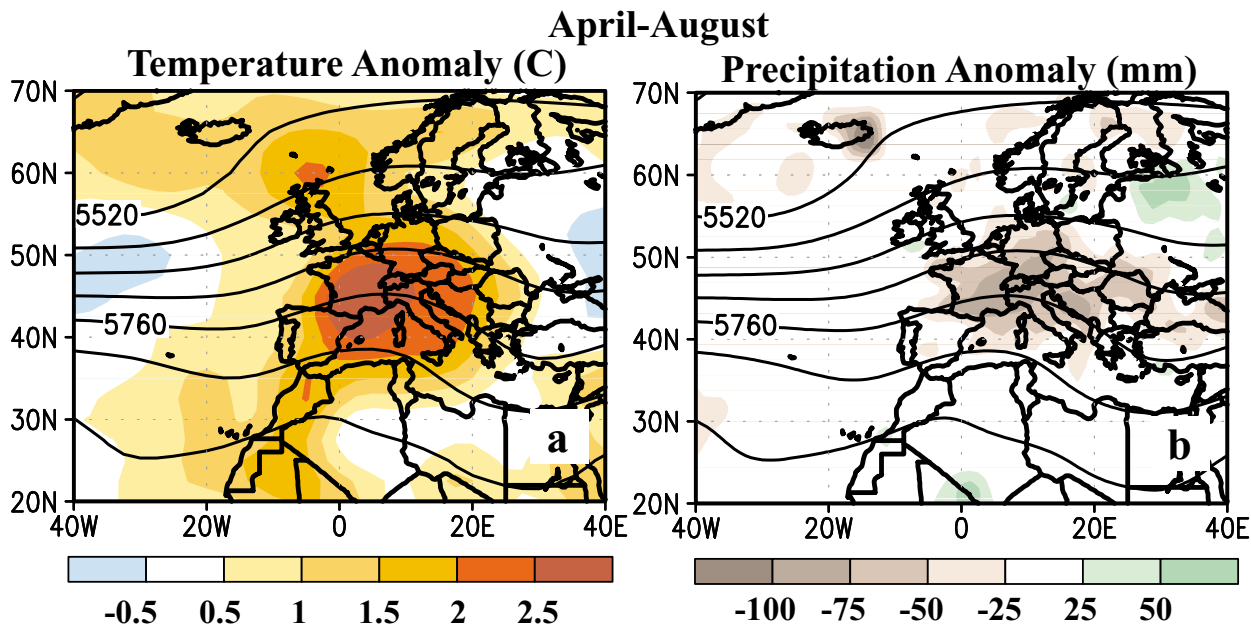 April-August
Temperature Anomaly (C)
Precipitation Anomaly (mm)
70N
60N
50N
40N
30N
20N
5520
5760
a
40W 20W 0 20E 40E
-0.5 0.5 1 1.5 2 2.5
70N
60N
50N
40N
30N
20N
5520
5760
b
40W 20W 0 20E 40E
-100 -75 -50 -25 25 50